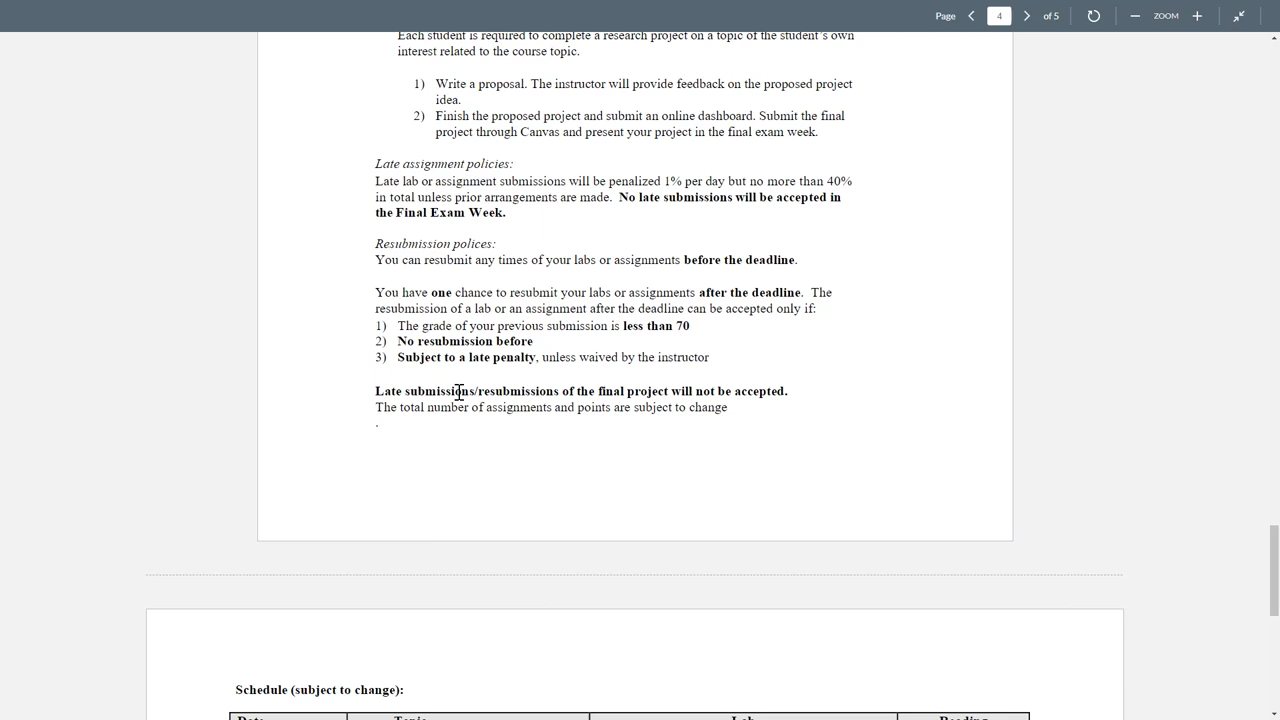 Page 4 of 5 ZOOM
Each student is required to complete a research project on a topic of the student's own
interest related to the course topic.
1) Write a proposal. The instructor will provide feedback on the proposed project
idea.
2) Finish the proposed project and submit an online dashboard. Submit the final
project through Canvas and present your project in the final exam week.
Late assignment policies:
Late lab or assignment submissions will be penalized 1% per day but no more than 40%
in total unless prior arrangements are made. No late submissions will be accepted in
the Final Exam Week.
Resubmission polices:
You can resubmit any times of your labs or assignments before the deadline.
You have one chance to resubmit your labs or assignments after the deadline. The
resubmission of a lab or an assignment after the deadline can be accepted only if:
1) The grade of your previous submission is less than 70
2) No resubmission before
3) Subject to a late penalty, unless waived by the instructor
Late submissions/resubmissions of the final project will not be accepted.
The total number of assignments and points are subject to change
.
Schedule (subject to change):
Date Topic Lab Reading